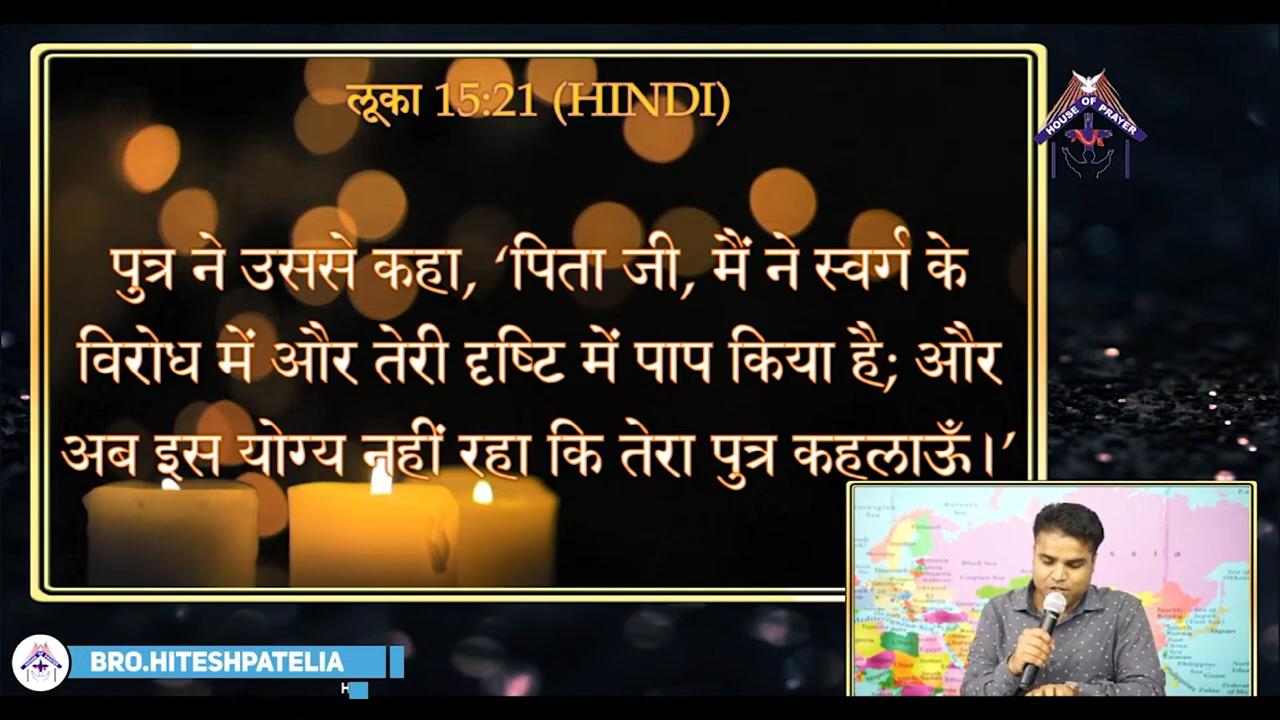 लूका 15:21 (HINDI)
HOUSE OF PRAYER
पुत्र ने उससे कहा, ‘पिता जी, मैं ने स्वर्ग के
विरोध में और तेरी दृष्टि में पाप किया है; और
अब इस योग्य नहीं रहा कि तेरा पुत्र कहलाऊँ।’
BRO.HITESHPATELIA
H